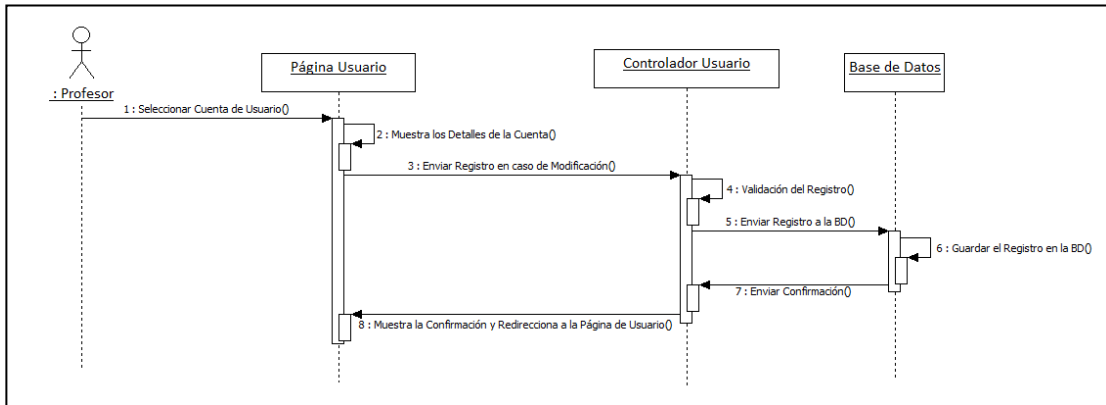 Página Usuario
Controlador Usuario
Base de Datos
: Profesor
1 : Seleccionar Cuenta de Usuario()
2 : Muestra los Detalles de la Cuenta()
3 : Enviar Registro en caso de Modificación()
4 : Validación del Registro()
5 : Enviar Registro a la BD()
6 : Guardar el Registro en la BD()
7 : Enviar Confirmación()
8 : Muestra la Confirmación y Redirecciona a la Página de Usuario()